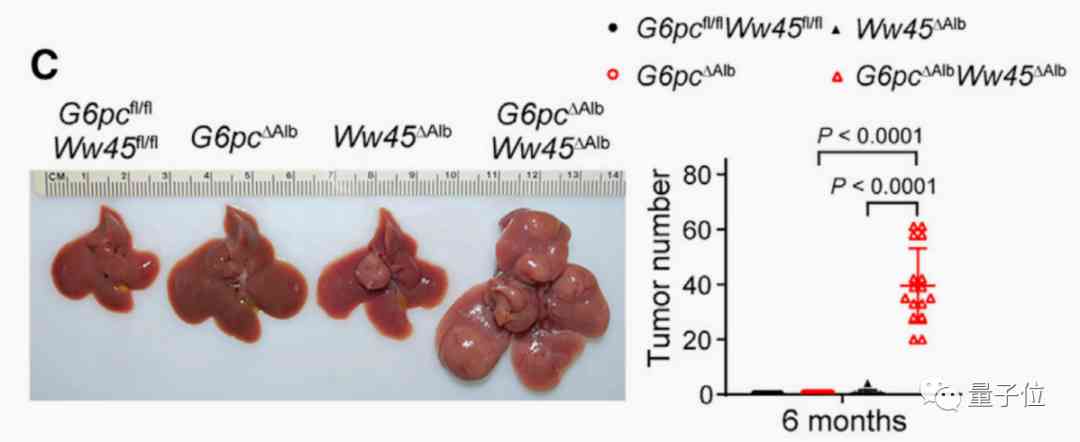 C
G6pcfl/flWw45fl/fl
Ww45ΔAlb
G6pcΔAlb
G6pcΔAlbWw45ΔAlb
G6pcfl/fl
Ww45fl/fl
G6pcΔAlb
Ww45ΔAlb
G6pcΔAlb
Ww45ΔAlb
CM 1 2 3 4 5 6 7 8 9 10 11 12 13 14
P < 0.0001
P < 0.0001
Tumor number
80
60
40
20
0
6 months
量子位